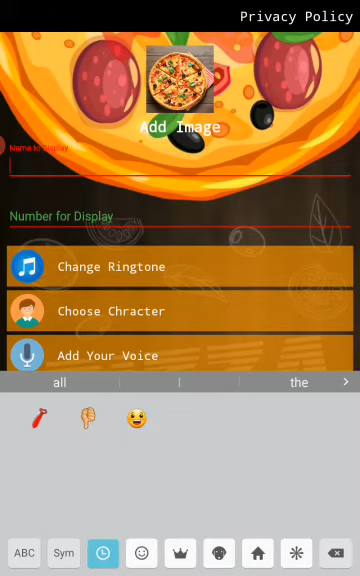 Privacy Policy
Add Image
Name to Display
Number for Display
Change Ringtone
Choose Chracter
Add Your Voice
all
the
ABC
Sym